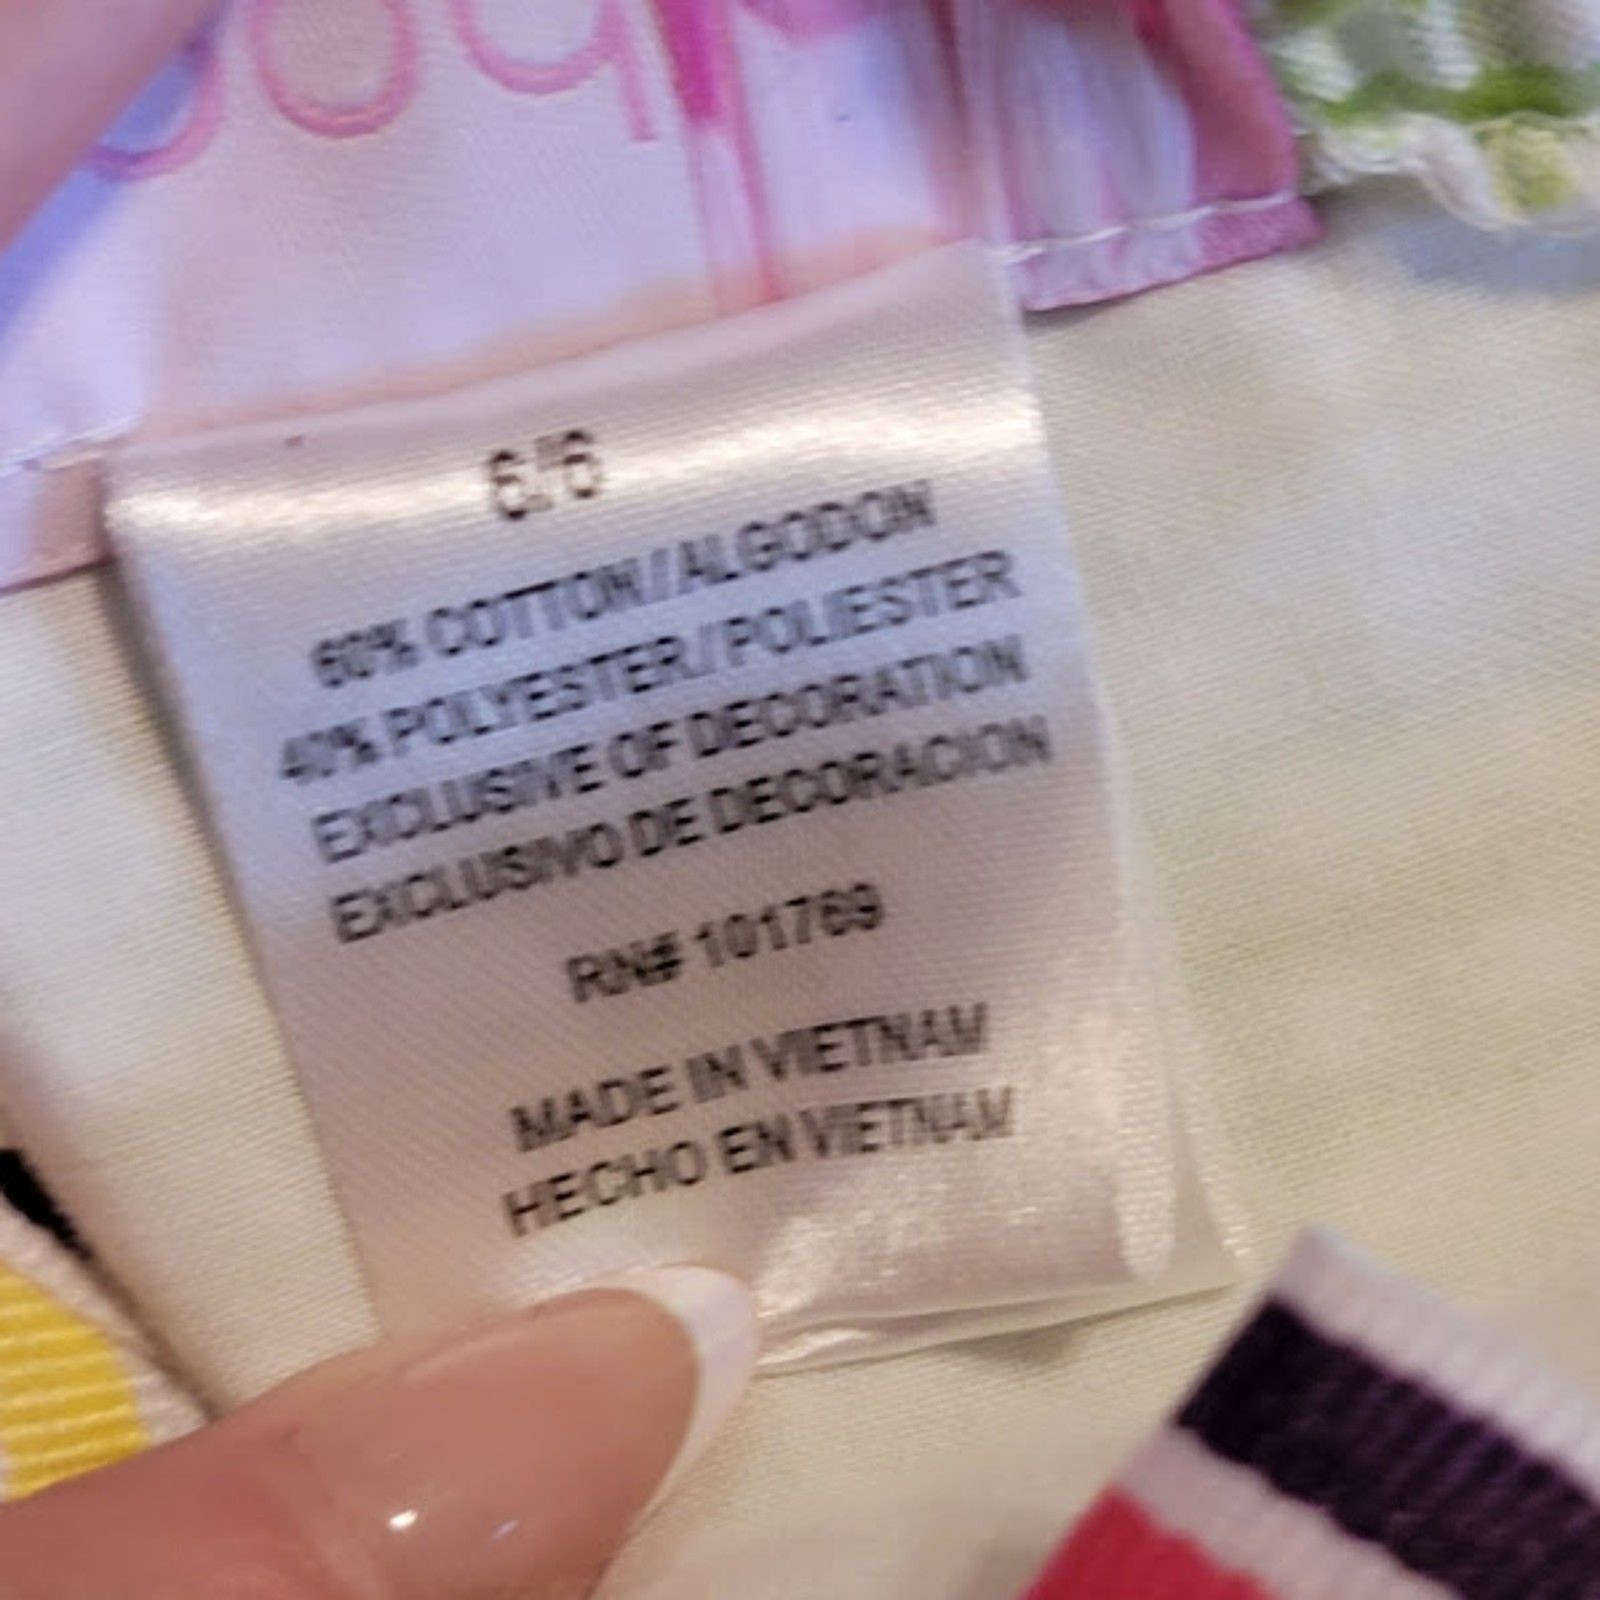 6/6
60% COTTON / ALGODON
40% POLYESTER / POLIESTER
EXCLUSIVE OF DECORATION
EXCLUSIVO DE DECORACION
RN# 101769
MADE IN VIETNAM
HECHO EN VIETNAM